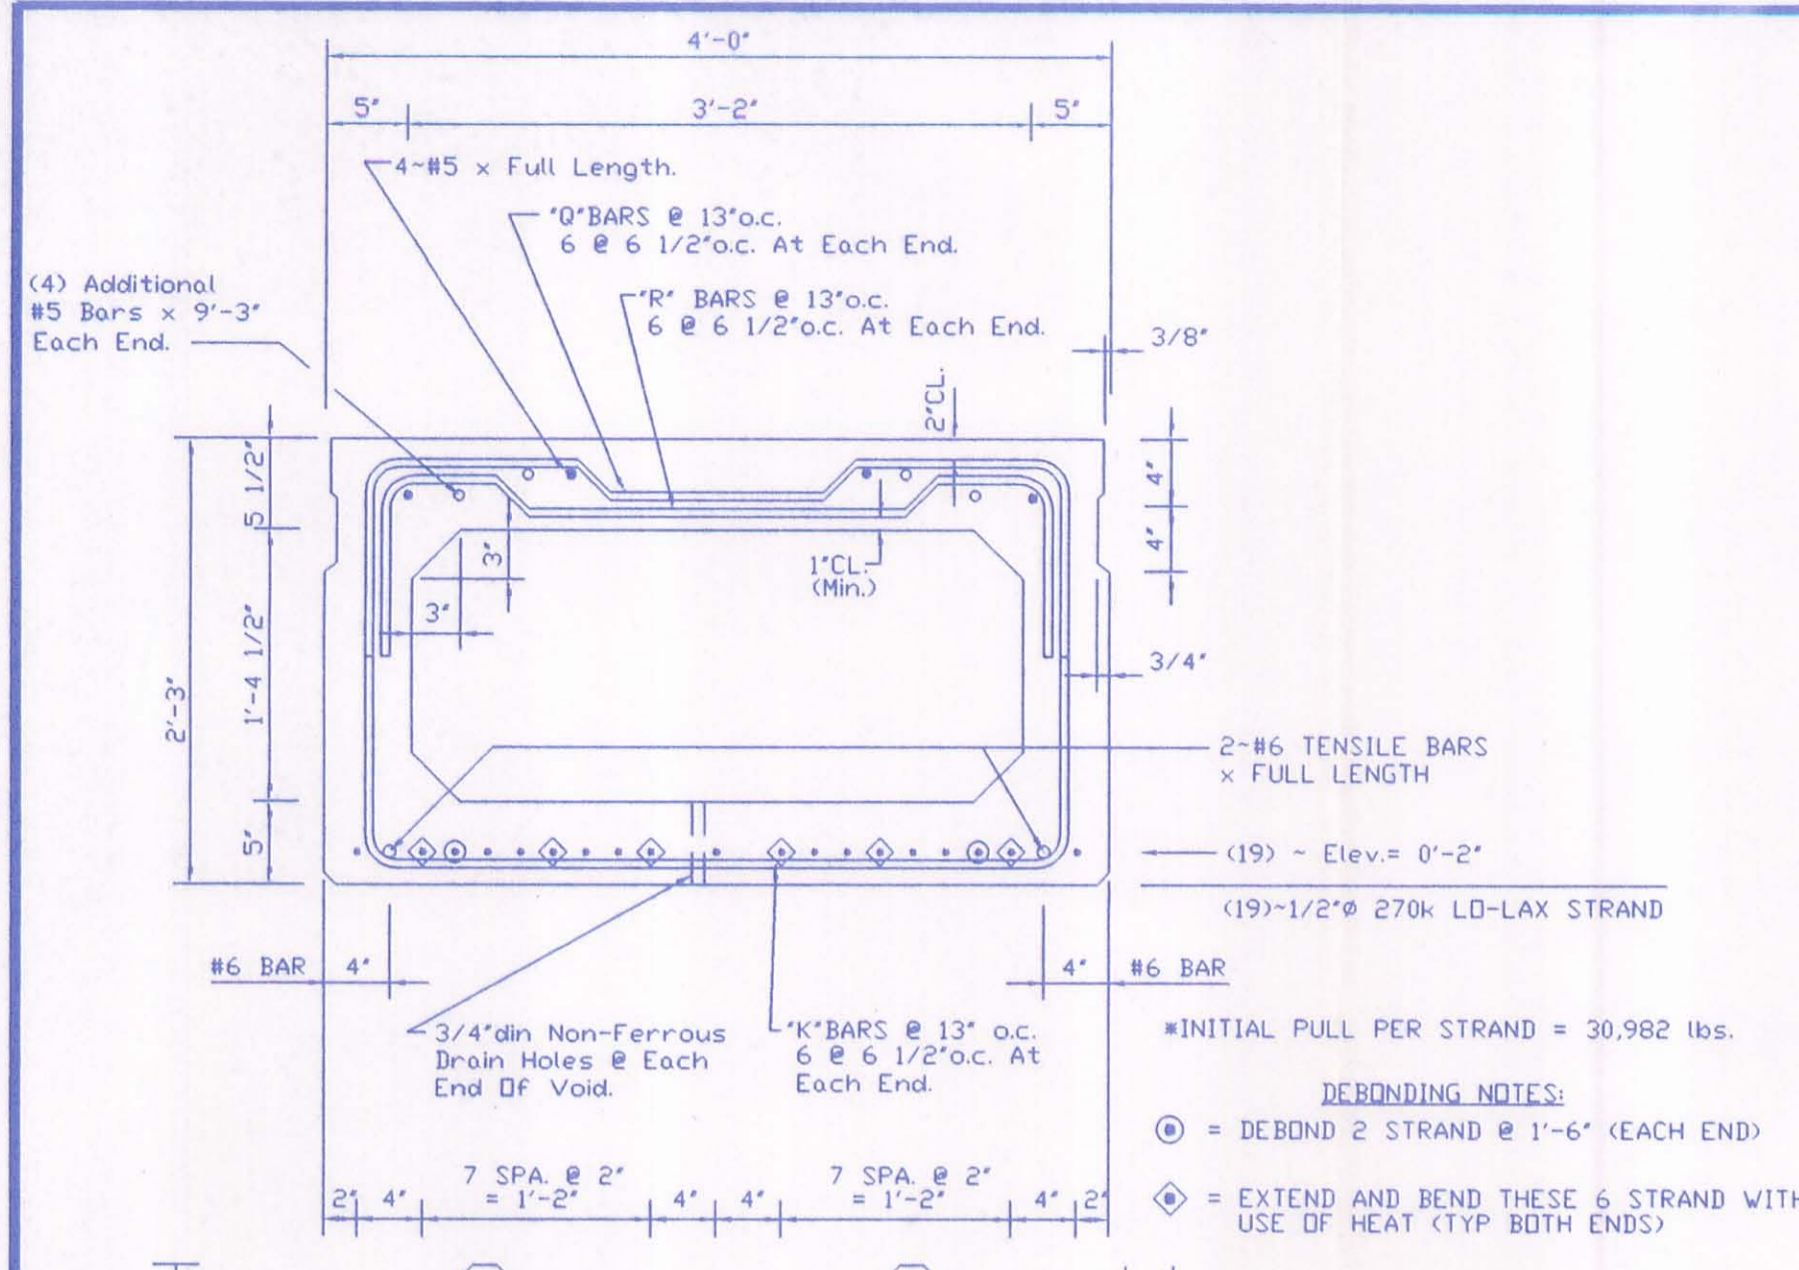 4'-0"
5"
3'-2"
5"
4~#5 x Full Length.
"Q"BARS @ 13"o.c.
6 @ 6 1/2"o.c. At Each End.
(4) Additional
#5 Bars x 9'-3"
Each End.
"R" BARS @ 13"o.c.
6 @ 6 1/2"o.c. At Each End.
3/8"
2"CL.
5 1/2"
4"
4"
3"
3"
1"CL.
(Min.)
1'-4 1/2"
2'-3"
3/4"
2~#6 TENSILE BARS
x FULL LENGTH
5"
(19) ~ Elev.= 0'-2"
(19)~1/2"ø 270k LO-LAX STRAND
#6 BAR
4"
4"
#6 BAR
3/4"din Non-Ferrous
Drain Holes @ Each
End Of Void.
"K"BARS @ 13" o.c.
6 @ 6 1/2"o.c. At
Each End.
*INITIAL PULL PER STRAND = 30,982 lbs.
DEBONDING NOTES:
= DEBOND 2 STRAND @ 1'-6" (EACH END)
= EXTEND AND BEND THESE 6 STRAND WITH
USE OF HEAT (TYP BOTH ENDS)
7 SPA. @ 2"
= 1'-2"
7 SPA. @ 2"
= 1'-2"
2"
4"
4"
4"
4"
2"